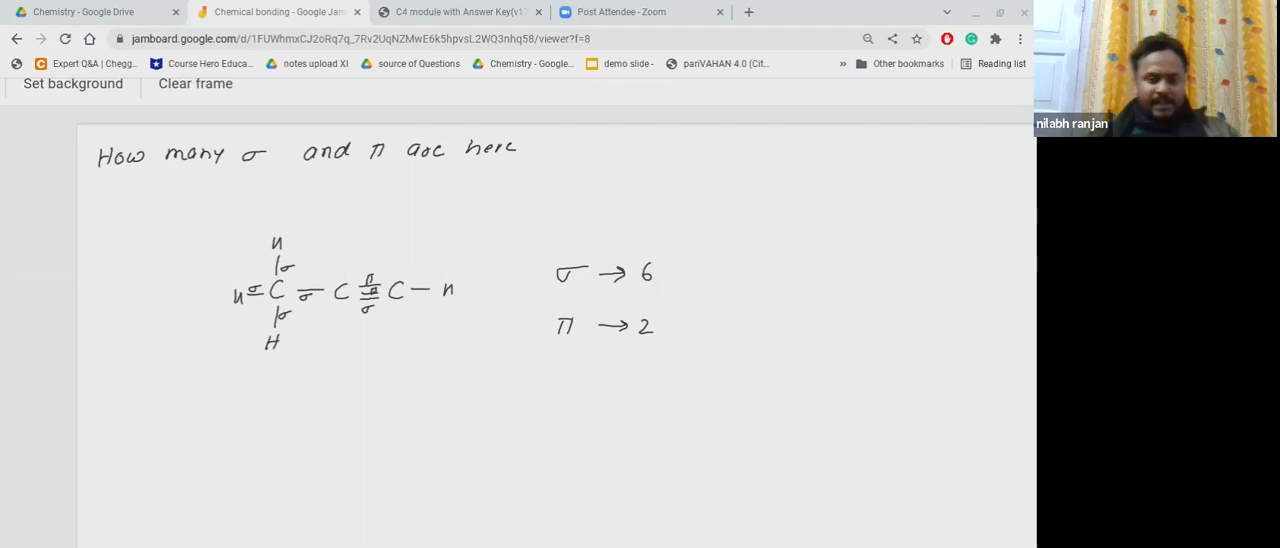 Chemistry - Google Drive
Chemical bonding - Google Jam
C4 module with Answer Key(v1
Post Attendee - Zoom
jamboard.google.com/d/1FUWhmxCJ2oRq7q_7Rv2UqNZMwE6k5hpvsL2WQ3nhq58/viewer?f=8
Expert Q&A | Chegg...
Course Hero Educa...
notes upload XI
source of Questions
Chemistry - Google...
demo slide -
pariVAHAN 4.0 (Cit...
»
Other bookmarks
Reading list
Set background
Clear frame
nilabh ranjan
How many σ and π are here
H
σ
H σ C σ C ≡ C — H
π π σ
σ
H
σ → 6
π → 2